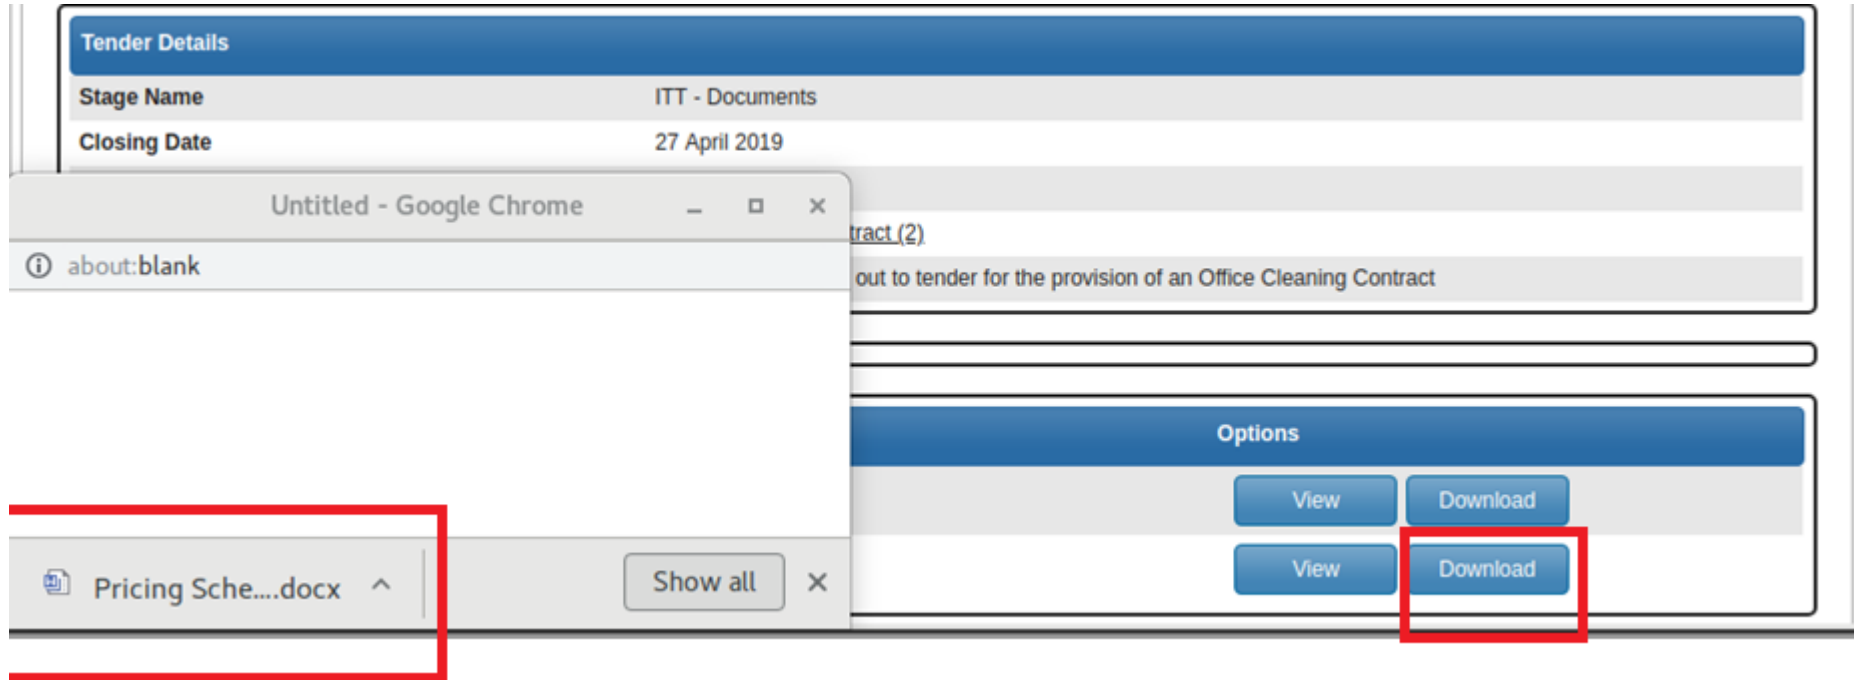 Tender Details
Stage Name ITT - Documents
Closing Date 27 April 2019
Untitled - Google Chrome
tract (2)
about:blank
out to tender for the provision of an Office Cleaning Contract
Options
View Download
View Download
Pricing Sche....docx
Show all